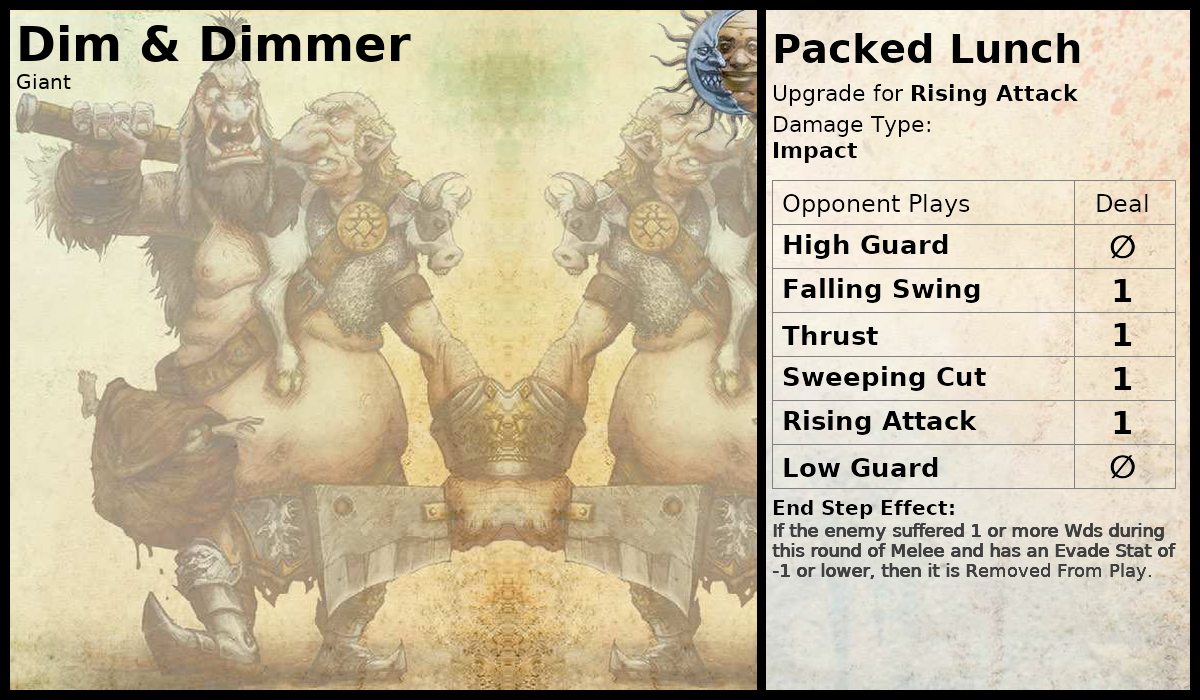 Dim & Dimmer
Giant
Packed Lunch
Upgrade for Rising Attack
Damage Type:
Impact
Opponent Plays Deal
High Guard ∅
Falling Swing 1
Thrust 1
Sweeping Cut 1
Rising Attack 1
Low Guard ∅
End Step Effect:
If the enemy suffered 1 or more Wds during
this round of Melee and has an Evade Stat of
-1 or lower, then it is Removed From Play.